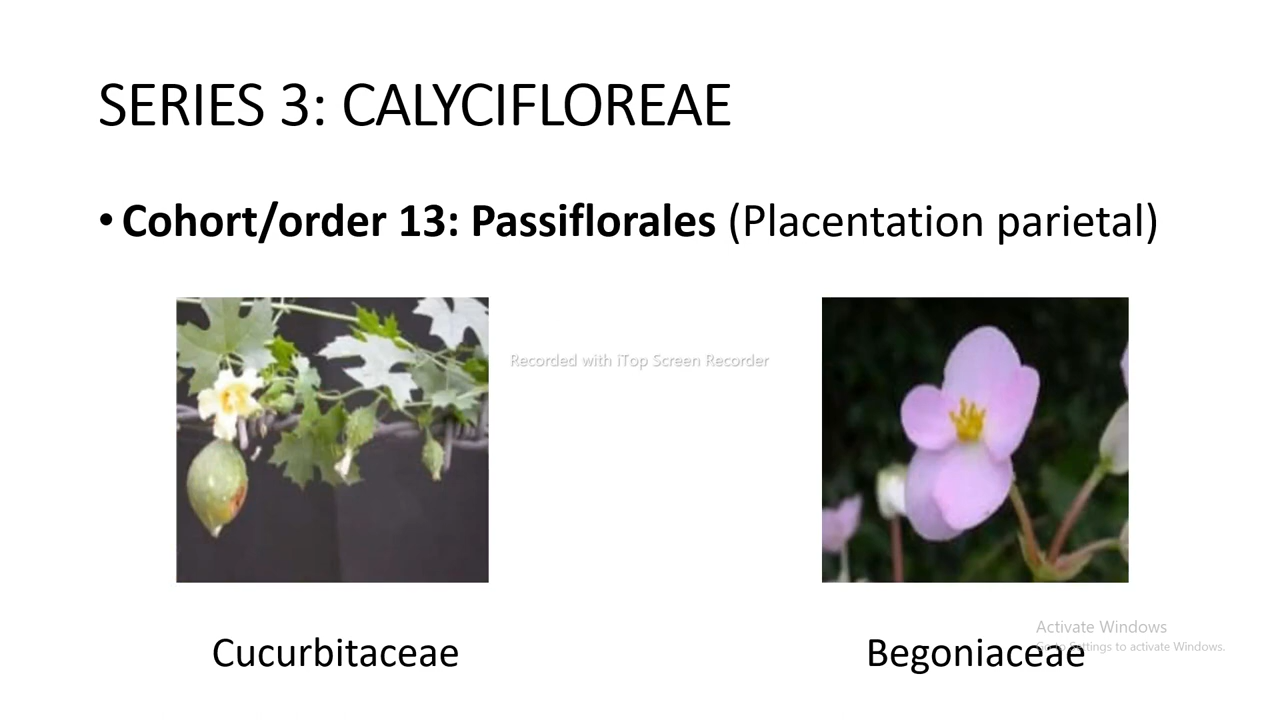 SERIES 3: CALYCIFLOREAE
• Cohort/order 13: Passiflorales (Placentation parietal)
Recorded with iTop Screen Recorder
Cucurbitaceae
Begoniaceae
Activate Windows
Go to Settings to activate Windows.